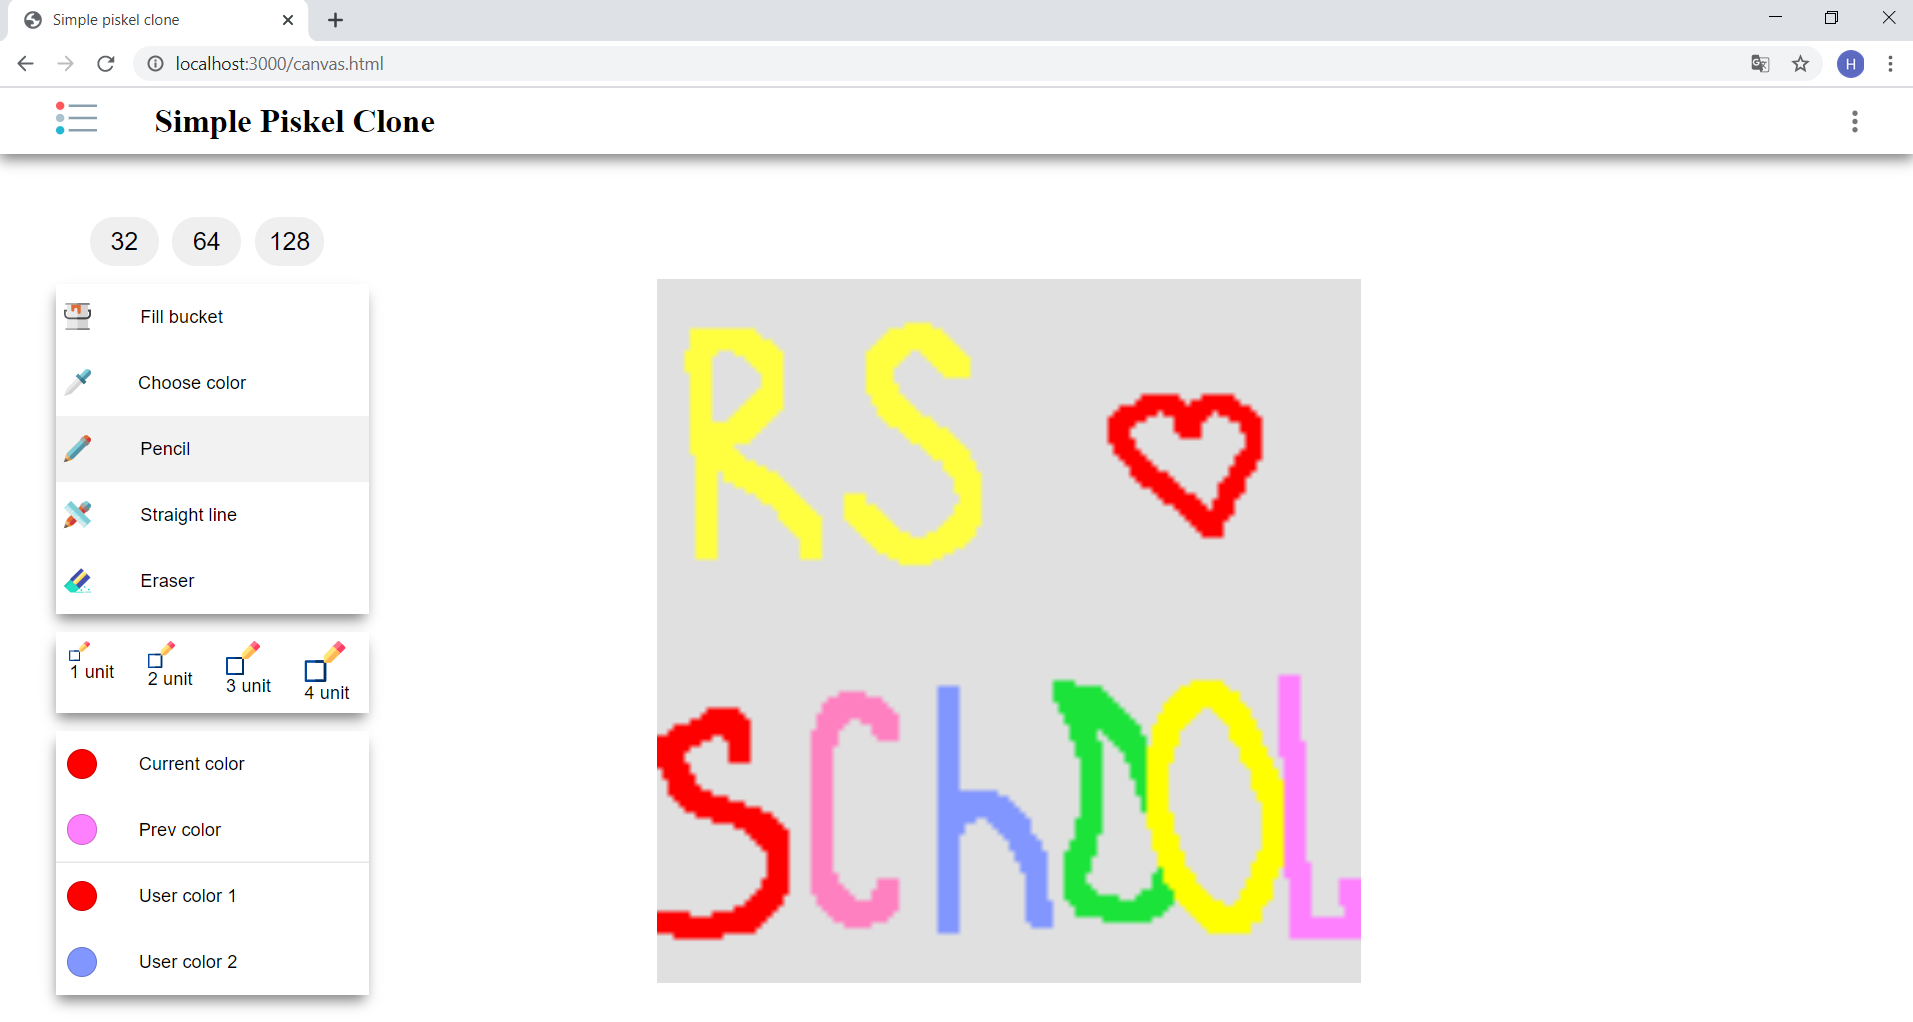 Simple piskel clone
localhost:3000/canvas.html
H
Simple Piskel Clone
32 64 128
Fill bucket
Choose color
Pencil
Straight line
Eraser
1 unit 2 unit 3 unit 4 unit
Current color
Prev color
User color 1
User color 2
RS
SChOOL